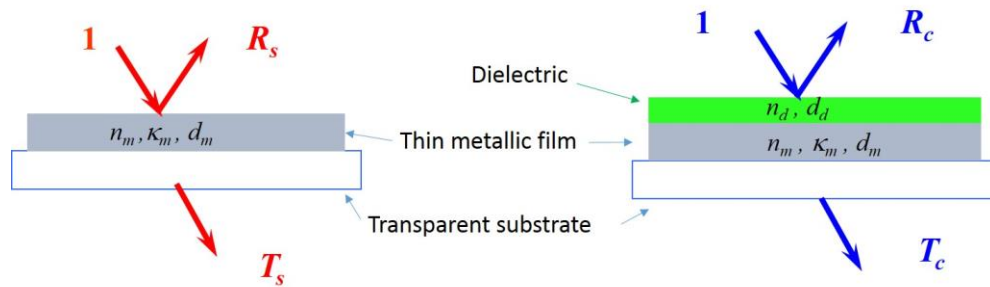 1
R_s
n_m, κ_m, d_m
T_s
Dielectric
Thin metallic film
Transparent substrate
1
R_c
n_d, d_d
n_m, κ_m, d_m
T_c